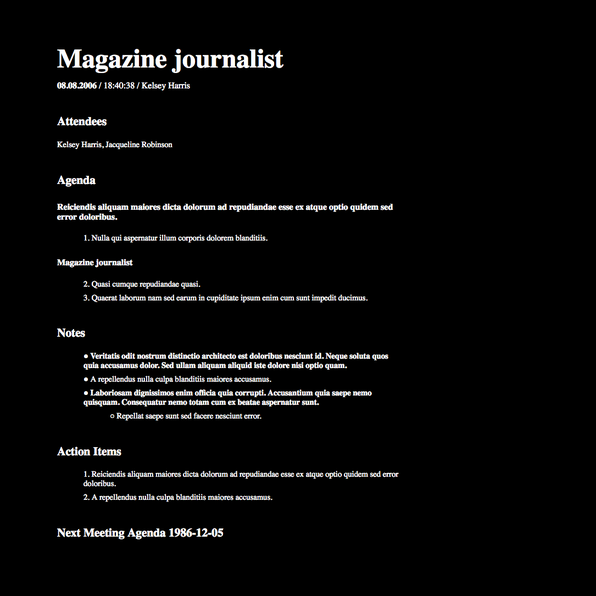 Magazine journalist
08.08.2006 / 18:40:38 / Kelsey Harris
Attendees
Kelsey Harris, Jacqueline Robinson
Agenda
Reiciendis aliquam maiores dicta dolorum ad repudiandae esse ex atque optio quidem sed
error doloribus.
1. Nulla qui aspernatur illum corporis dolorem blanditiis.
Magazine journalist
2. Quasi cumque repudiandae quasi.
3. Quaerat laborum nam sed earum in cupiditate ipsum enim cum sunt impedit ducimus.
Notes
● Veritatis odit nostrum distinctio architecto est doloribus nesciunt id. Neque soluta quos
quia accusamus dolor. Sed ullam aliquam aliquid iste dolore nisi optio quam.
● A repellendus nulla culpa blanditiis maiores accusamus.
● Laboriosam dignissimos enim officia quia corrupti. Accusantium quia saepe nemo
quisquam. Consequatur nemo totam cum ex beatae aspernatur sunt.
○ Repellat saepe sunt sed facere nesciunt error.
Action Items
1. Reiciendis aliquam maiores dicta dolorum ad repudiandae esse ex atque optio quidem sed error
doloribus.
2. A repellendus nulla culpa blanditiis maiores accusamus.
Next Meeting Agenda 1986-12-05